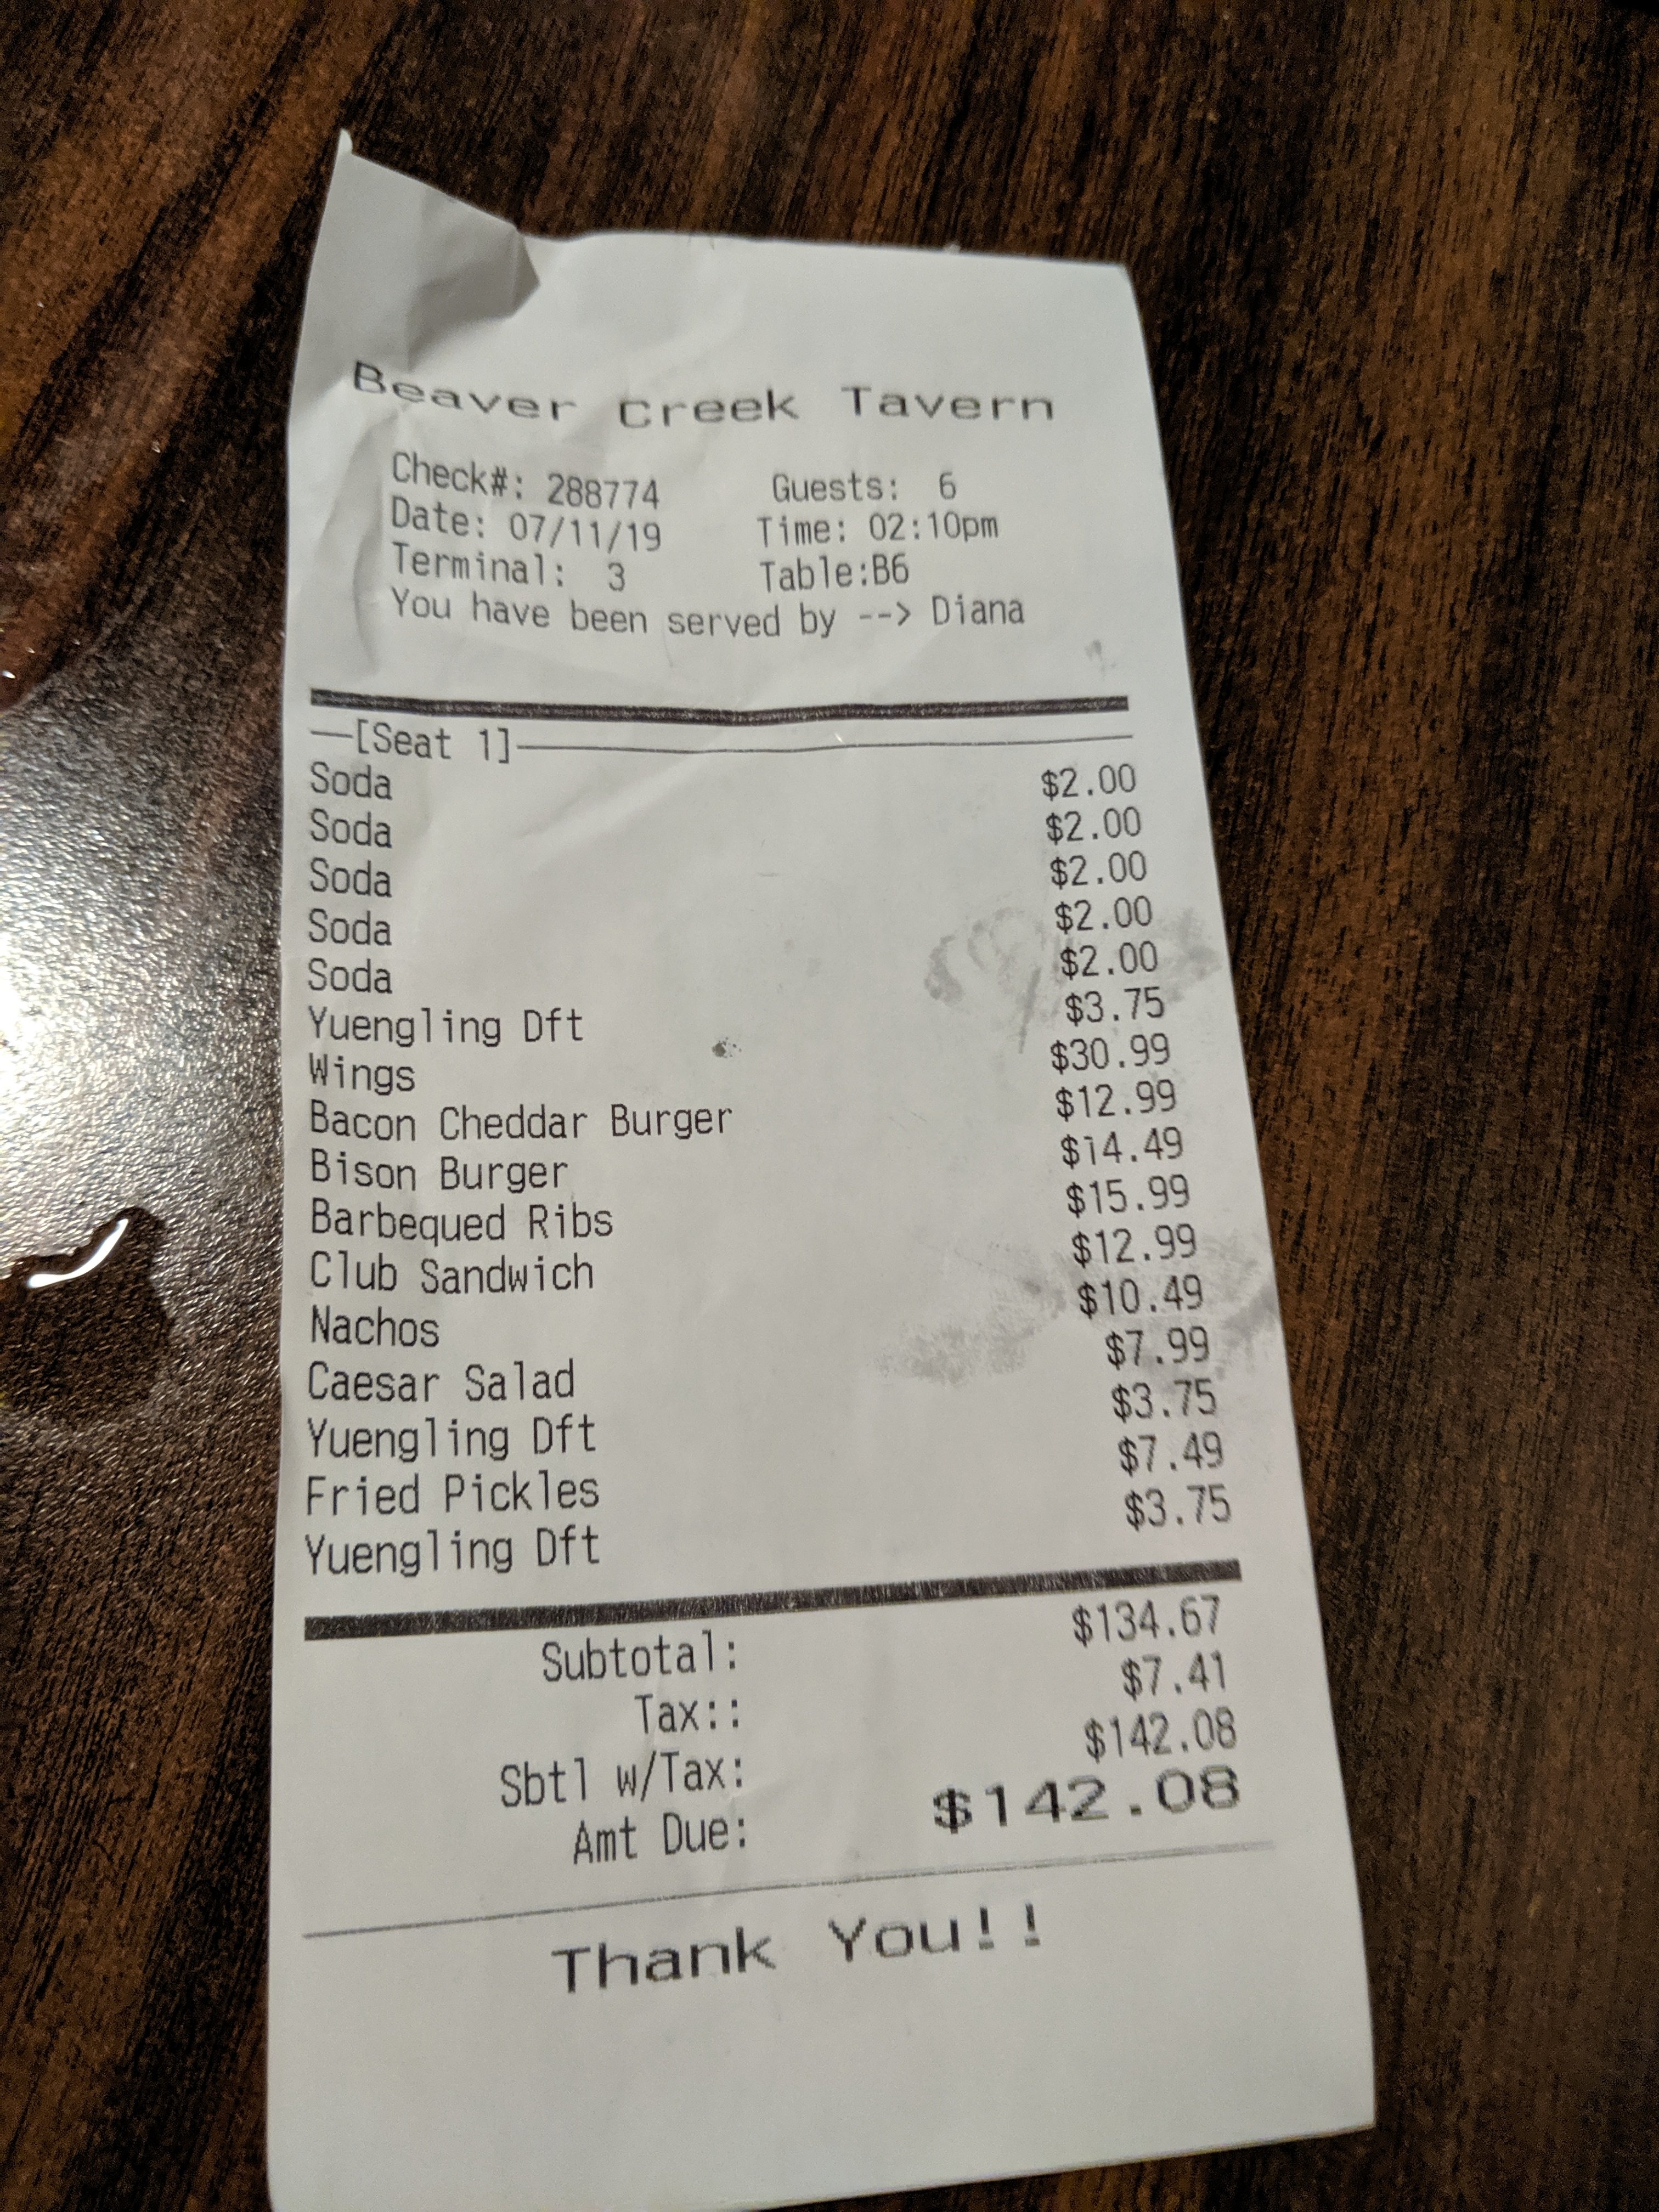 Beaver Creek Tavern
Check#: 288774 Guests: 6
Date: 07/11/19 Time: 02:10pm
Terminal: 3 Table:B6
You have been served by --> Diana
[Seat 1]
Soda $2.00
Soda $2.00
Soda $2.00
Soda $2.00
Soda $2.00
Yuengling Dft $3.75
Wings $30.99
Bacon Cheddar Burger $12.99
Bison Burger $14.49
Barbequed Ribs $15.99
Club Sandwich $12.99
Nachos $10.49
Caesar Salad $7.99
Yuengling Dft $3.75
Fried Pickles $7.49
Yuengling Dft $3.75
Subtotal: $134.67
Tax:: $7.41
Sbtl w/Tax: $142.08
Amt Due: $142.08
Thank You!!